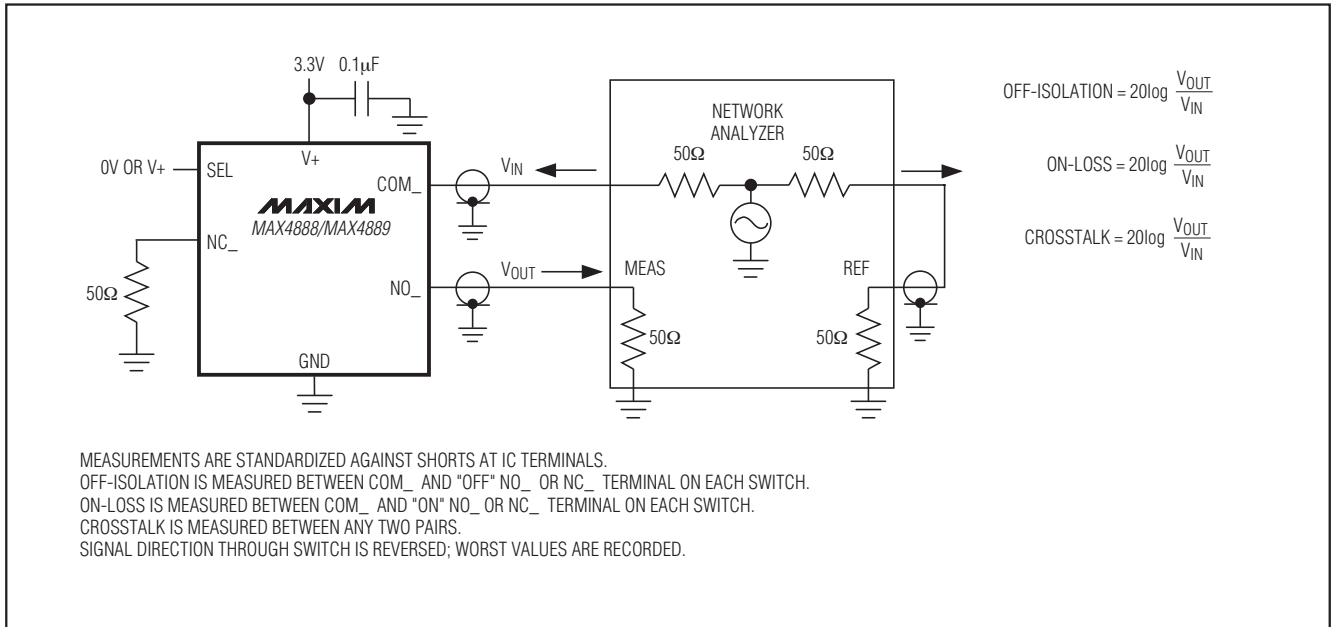 3.3V 0.1µF
0V OR V+
SEL
V+
COM_
MAXIM
MAX4888/MAX4889
NC_
NO_
50Ω
GND
VIN
VOUT
NETWORK
ANALYZER
50Ω 50Ω
MEAS REF
50Ω 50Ω
OFF-ISOLATION = 20log VOUT/VIN
ON-LOSS = 20log VOUT/VIN
CROSSTALK = 20log VOUT/VIN
MEASUREMENTS ARE STANDARDIZED AGAINST SHORTS AT IC TERMINALS.
OFF-ISOLATION IS MEASURED BETWEEN COM_ AND "OFF" NO_ OR NC_ TERMINAL ON EACH SWITCH.
ON-LOSS IS MEASURED BETWEEN COM_ AND "ON" NO_ OR NC_ TERMINAL ON EACH SWITCH.
CROSSTALK IS MEASURED BETWEEN ANY TWO PAIRS.
SIGNAL DIRECTION THROUGH SWITCH IS REVERSED; WORST VALUES ARE RECORDED.